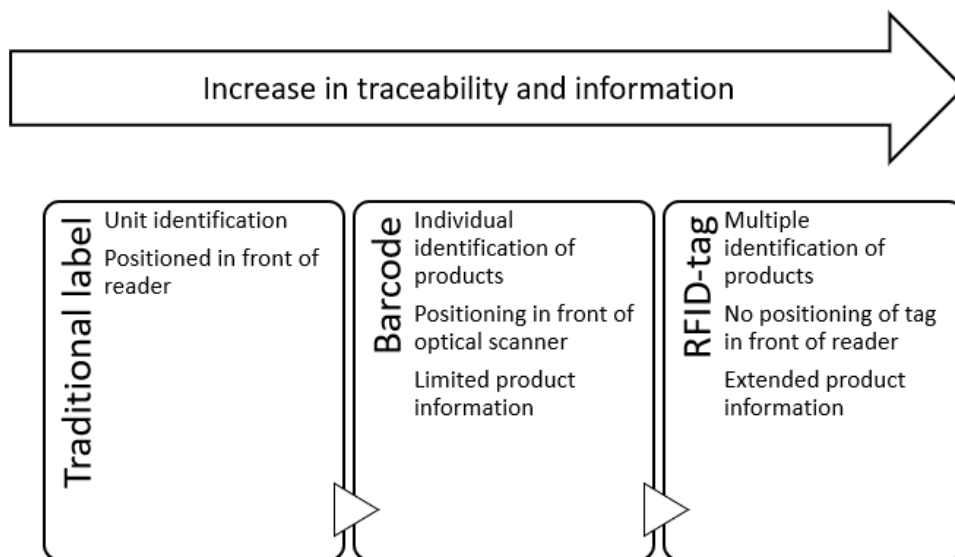 Increase in traceability and information
Traditional label
Unit identification
Positioned in front of
reader
Barcode
Individual
identification of
products
Positioning in front of
optical scanner
Limited product
information
RFID-tag
Multiple
identification of
products
No positioning of tag
in front of reader
Extended product
information